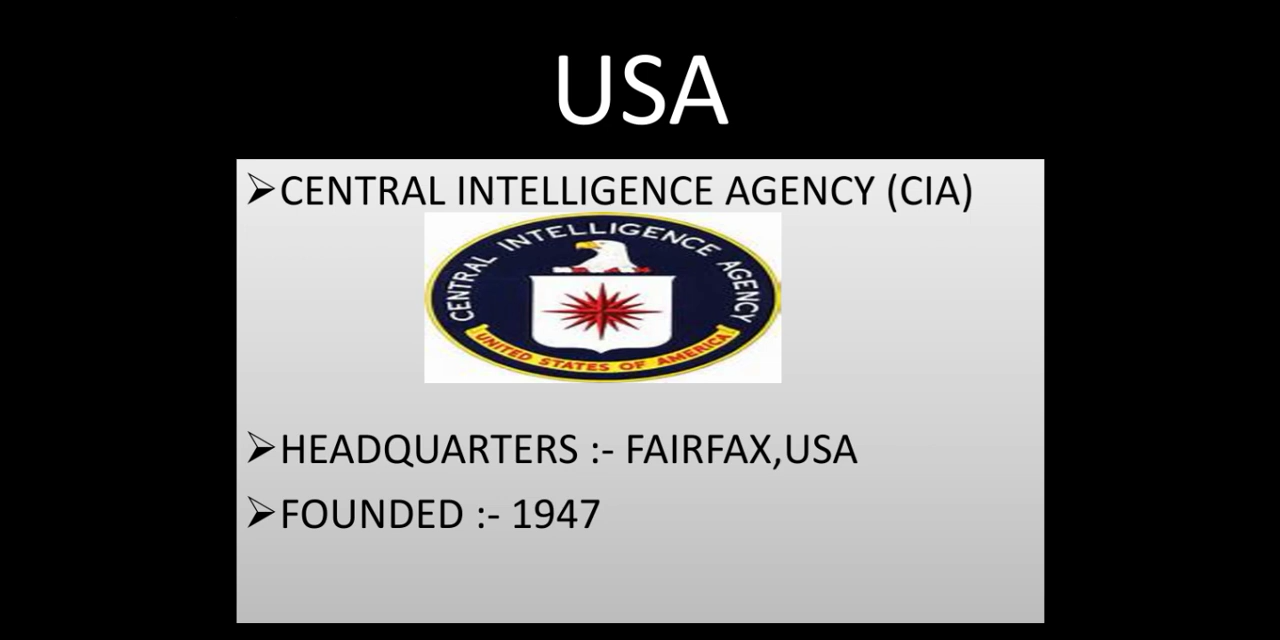 USA
➢CENTRAL INTELLIGENCE AGENCY (CIA)
CENTRAL INTELLIGENCE AGENCY
UNITED STATES OF AMERICA
➢HEADQUARTERS :- FAIRFAX,USA
➢FOUNDED :- 1947